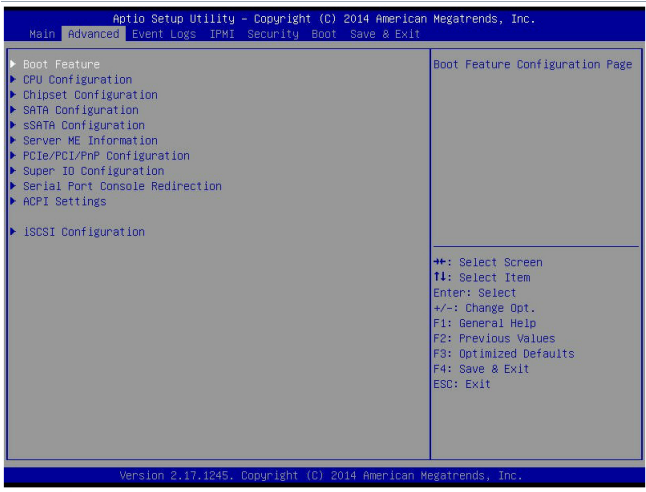 Aptio Setup Utility – Copyright (C) 2014 American Megatrends, Inc.
Main Advanced Event Logs IPMI Security Boot Save & Exit
▶ Boot Feature
▶ CPU Configuration
▶ Chipset Configuration
▶ SATA Configuration
▶ sSATA Configuration
▶ Server ME Information
▶ PCIe/PCI/PnP Configuration
▶ Super IO Configuration
▶ Serial Port Console Redirection
▶ ACPI Settings
▶ iSCSI Configuration
Boot Feature Configuration Page
→←: Select Screen
↑↓: Select Item
Enter: Select
+/-: Change Opt.
F1: General Help
F2: Previous Values
F3: Optimized Defaults
F4: Save & Exit
ESC: Exit
Version 2.17.1245. Copyright (C) 2014 American Megatrends, Inc.